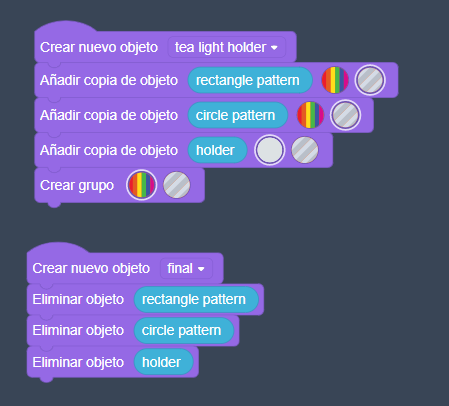 Crear nuevo objeto tea light holder
Añadir copia de objeto rectangle pattern
Añadir copia de objeto circle pattern
Añadir copia de objeto holder
Crear grupo
Crear nuevo objeto final
Eliminar objeto rectangle pattern
Eliminar objeto circle pattern
Eliminar objeto holder